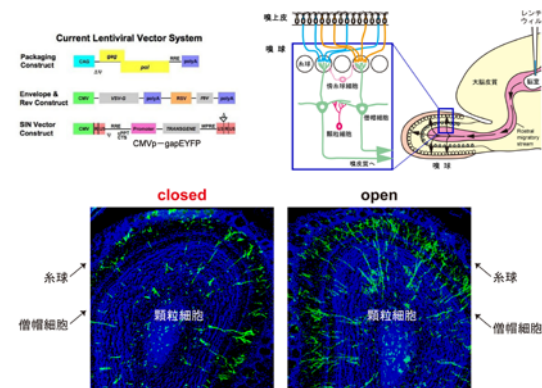 Current Lentiviral Vector System
Packaging
Construct
CAG
gag
pol
RRE
polyA
Envelope &
Rev Construct
CMV
VSV-G
polyA
RSV
rev
polyA
SIN Vector
Construct
CMV
RRE
Promoter
TRANSGENE
WPRE
CMVp-gapEYFP
嗅上皮
嗅 球
糸球
傍糸球細胞
僧帽細胞
顆粒細胞
嗅皮質へ
レンチ
ウィル
大脳皮質
脳室
Rostral
migratory
stream
嗅 球
closed
open
糸球
僧帽細胞
顆粒細胞
顆粒細胞
糸球
僧帽細胞